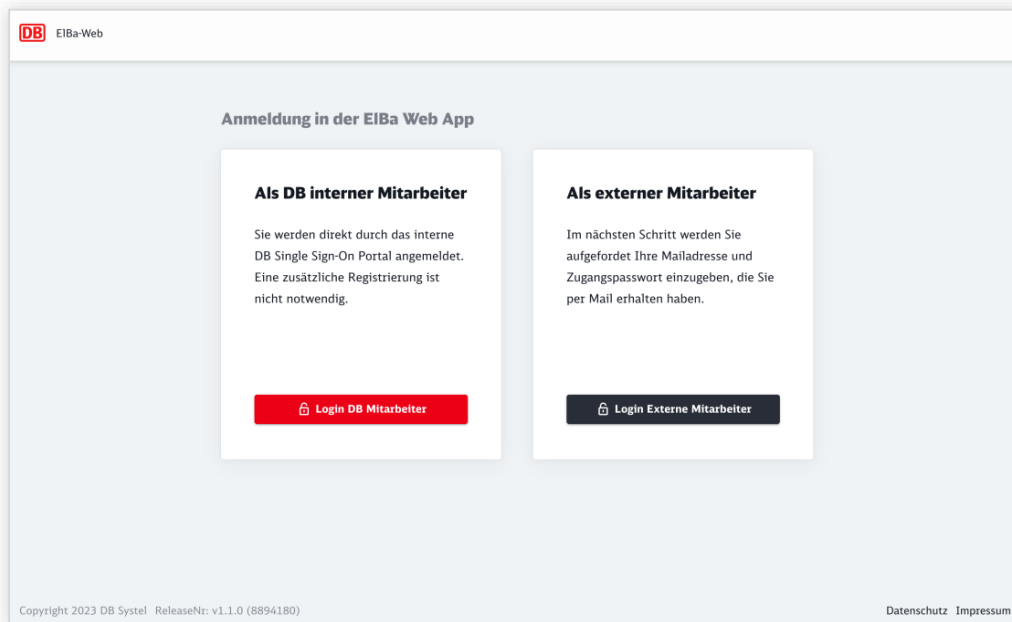 DB ElBa-Web
Anmeldung in der ElBa Web App
Als DB interner Mitarbeiter
Sie werden direkt durch das interne
DB Single Sign-On Portal angemeldet.
Eine zusätzliche Registrierung ist
nicht notwendig.
Login DB Mitarbeiter
Als externer Mitarbeiter
Im nächsten Schritt werden Sie
aufgefordet Ihre Mailadresse und
Zugangspasswort einzugeben, die Sie
per Mail erhalten haben.
Login Externe Mitarbeiter
Copyright 2023 DB Systel ReleaseNr: v1.1.0 (8894180)
Datenschutz Impressum